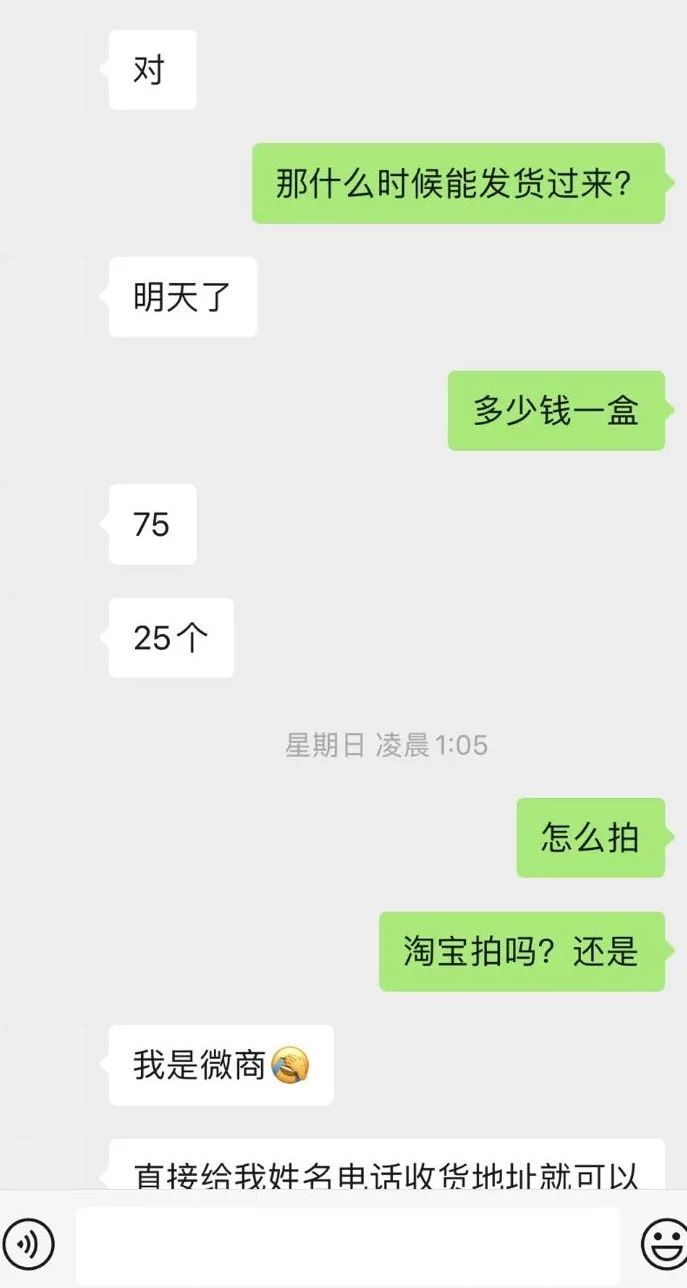 对
那什么时候能发货过来?
明天了
多少钱一盒
75
25个
星期日 凌晨1:05
怎么拍
淘宝拍吗? 还是
我是微商🤦
直接给我姓名电话收货地址就可以